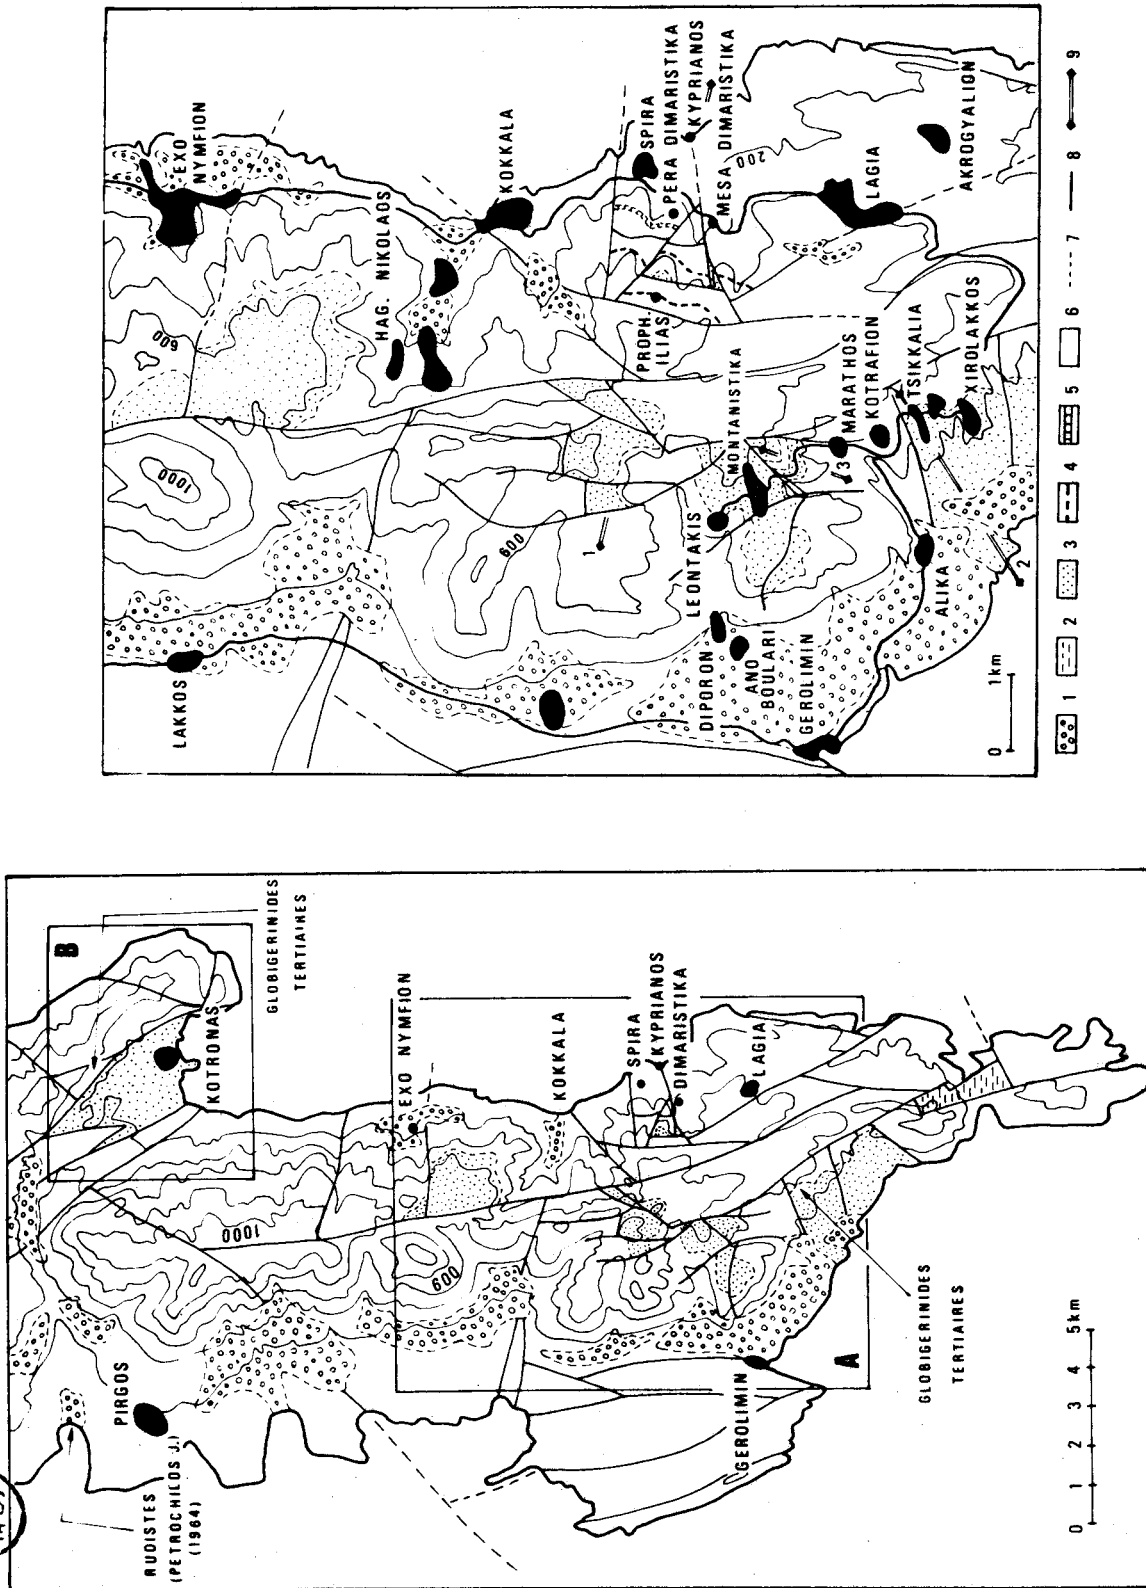 RUDISTES
(PETROCHILOS J.)
(1964)
PIRGOS
B
KOTRONAS
GLOBIGERINIDES
TERTIAIRES
1000
EXO NYMFION
600
KOKKALA
SPIRA
KYPRIANOS
DIMARISTIKA
LAGIA
GEROLIMIN
A
GLOBIGERINIDES
TERTIAIRES
0 1 2 3 4 5km
EXO
NYMFION
LAKKOS
1000
600
HAG. NIKOLAOS
KOKKALA
SPIRA
PERA DIMARISTIKA
KYPRIANOS
MESA DIMARISTIKA
PROPH.
ILIAS
200
600
1
LEONTAKIS
MONTANISTIKA
3
MARATHOS
KOTRAFION
TSIKKALIA
XIROLAKKOS
LAGIA
AKROGYALION
DIPORON
ANO
BOULARI
GEROLIMIN
ALIKA
2
0 1km
1 2 3 4 5 6 7 8 9